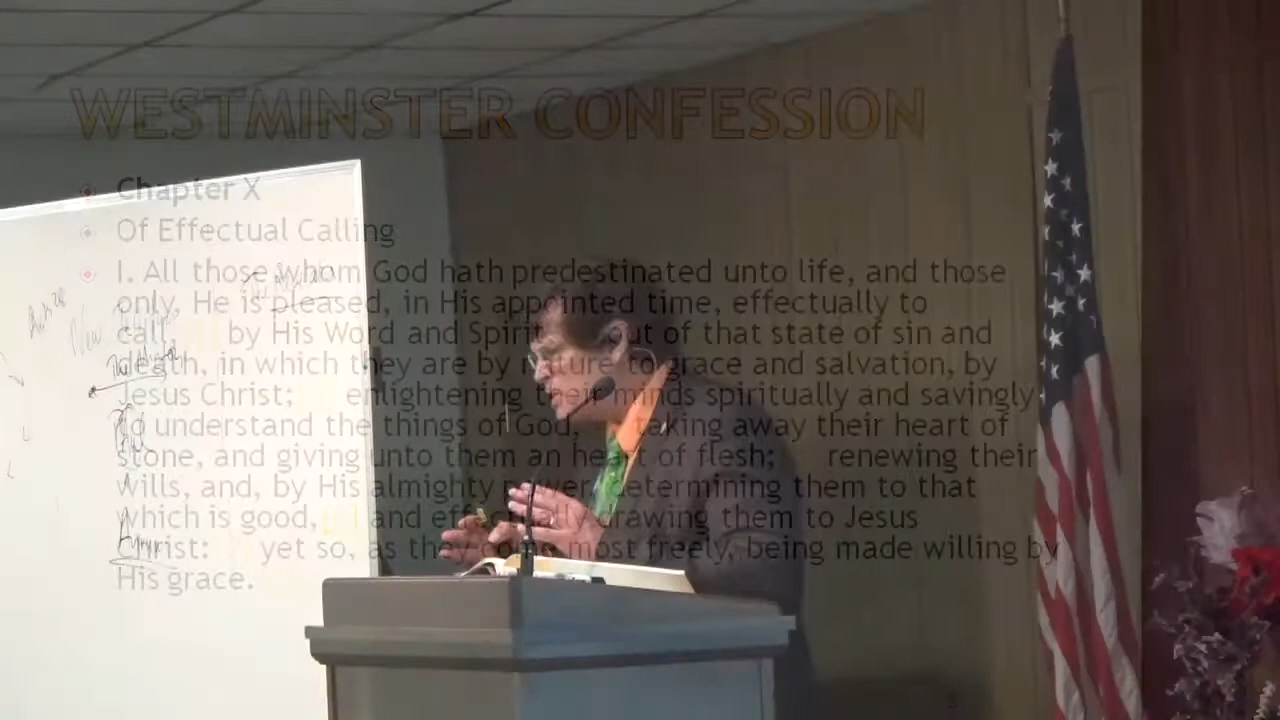 WESTMINSTER CONFESSION
Chapter X
Of Effectual Calling
I. All those whom God hath predestinated unto life, and those
only, He is pleased, in His appointed time, effectually to
call, by His Word and Spirit, out of that state of sin and
death, in which they are by nature to grace and salvation, by
Jesus Christ; enlightening their minds spiritually and savingly
to understand the things of God, taking away their heart of
stone, and giving unto them an heart of flesh; renewing their
wills, and, by His almighty power, determining them to that
which is good, and effectually drawing them to Jesus
Christ: yet so, as they come most freely, being made willing by
His grace.